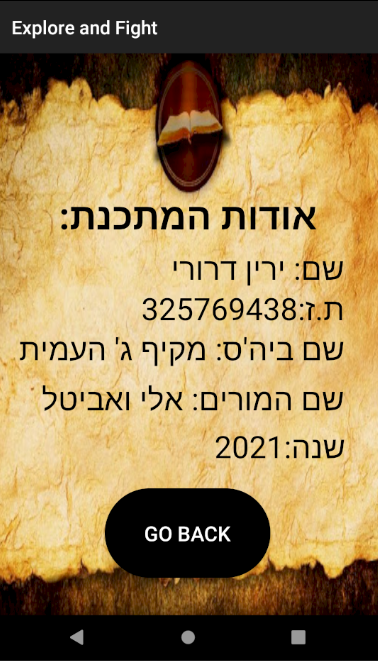 Explore and Fight
אודות המתכנת:
שם: ירין דרורי
ת.ז:325769438
שם ביה'ס: מקיף ג' העמית
שם המורים: אלי ואביטל
שנה:2021
GO BACK